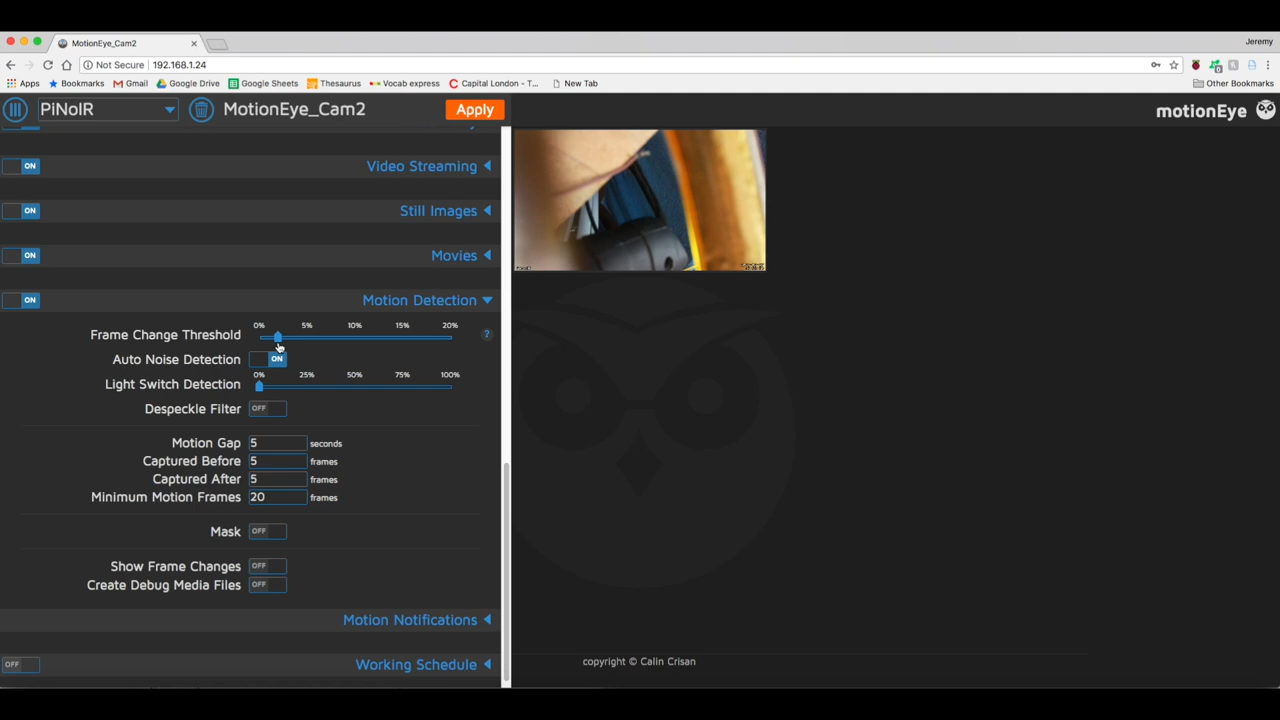 MotionEye_Cam2
Jeremy
Not Secure 192.168.1.24
Apps Bookmarks Gmail Google Drive Google Sheets Thesaurus Vocab express Capital London - T... New Tab Other Bookmarks
PiNoIR MotionEye_Cam2 Apply motionEye
ON Video Streaming
ON Still Images
ON Movies
ON Motion Detection
0% 5% 10% 15% 20%
Frame Change Threshold ?
Auto Noise Detection ON
0% 25% 50% 75% 100%
Light Switch Detection
Despeckle Filter OFF
Motion Gap 5 seconds
Captured Before 5 frames
Captured After 5 frames
Minimum Motion Frames 20 frames
Mask OFF
Show Frame Changes OFF
Create Debug Media Files OFF
Motion Notifications
OFF Working Schedule
copyright © Calin Crisan